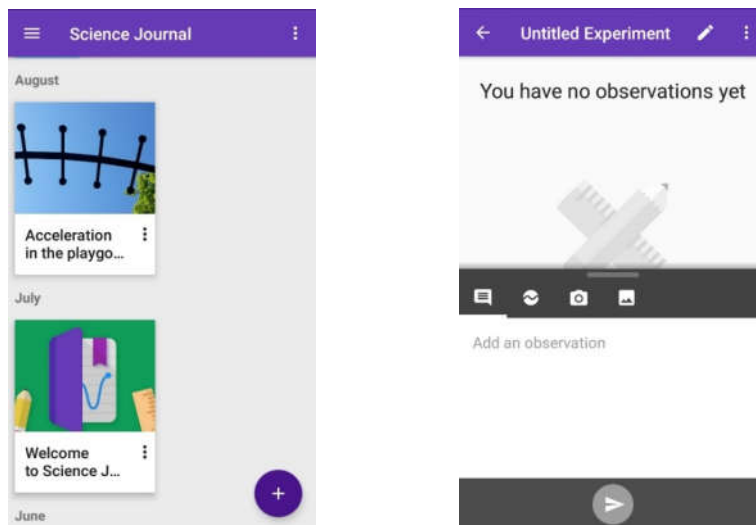 Science Journal
August
Acceleration
in the playgo...
July
Welcome
to Science J...
June
Untitled Experiment
You have no observations yet
Add an observation